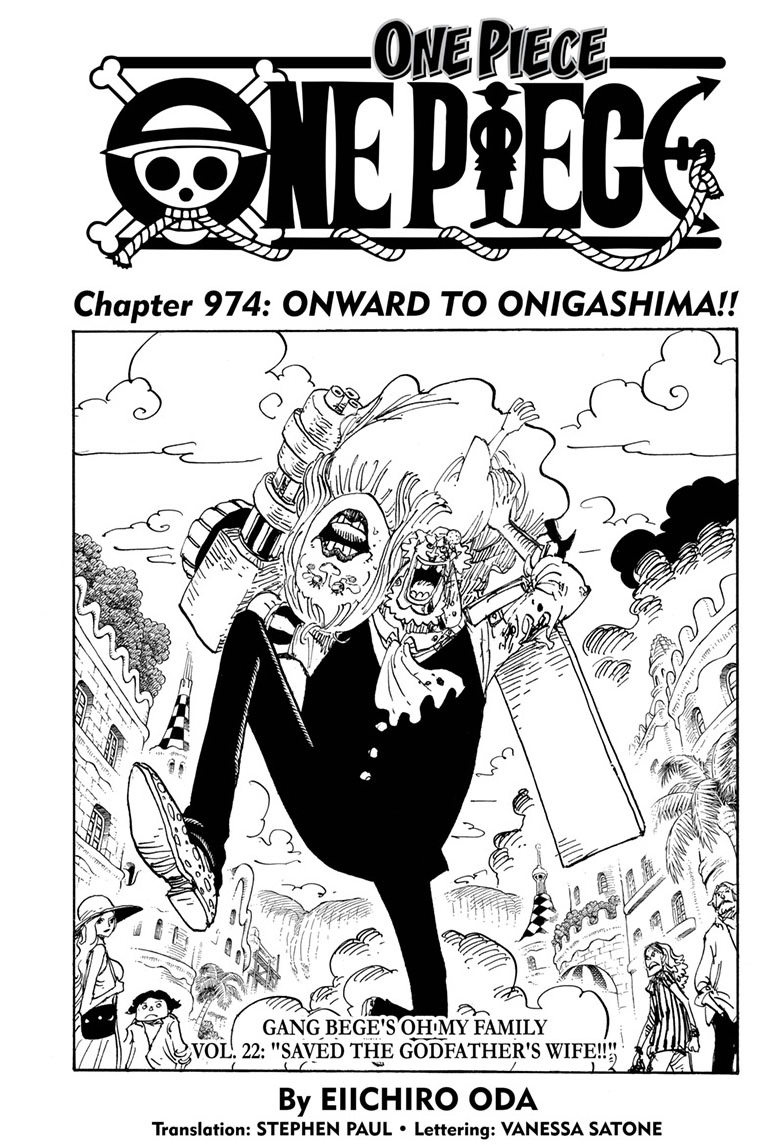 ONE PIECE
ONE PIECE
Chapter 974: ONWARD TO ONIGASHIMA!!
GANG BEGE'S OH MY FAMILY
VOL. 22: "SAVED THE GODFATHER'S WIFE!!"
By EIICHIRO ODA
Translation: STEPHEN PAUL • Lettering: VANESSA SATONE